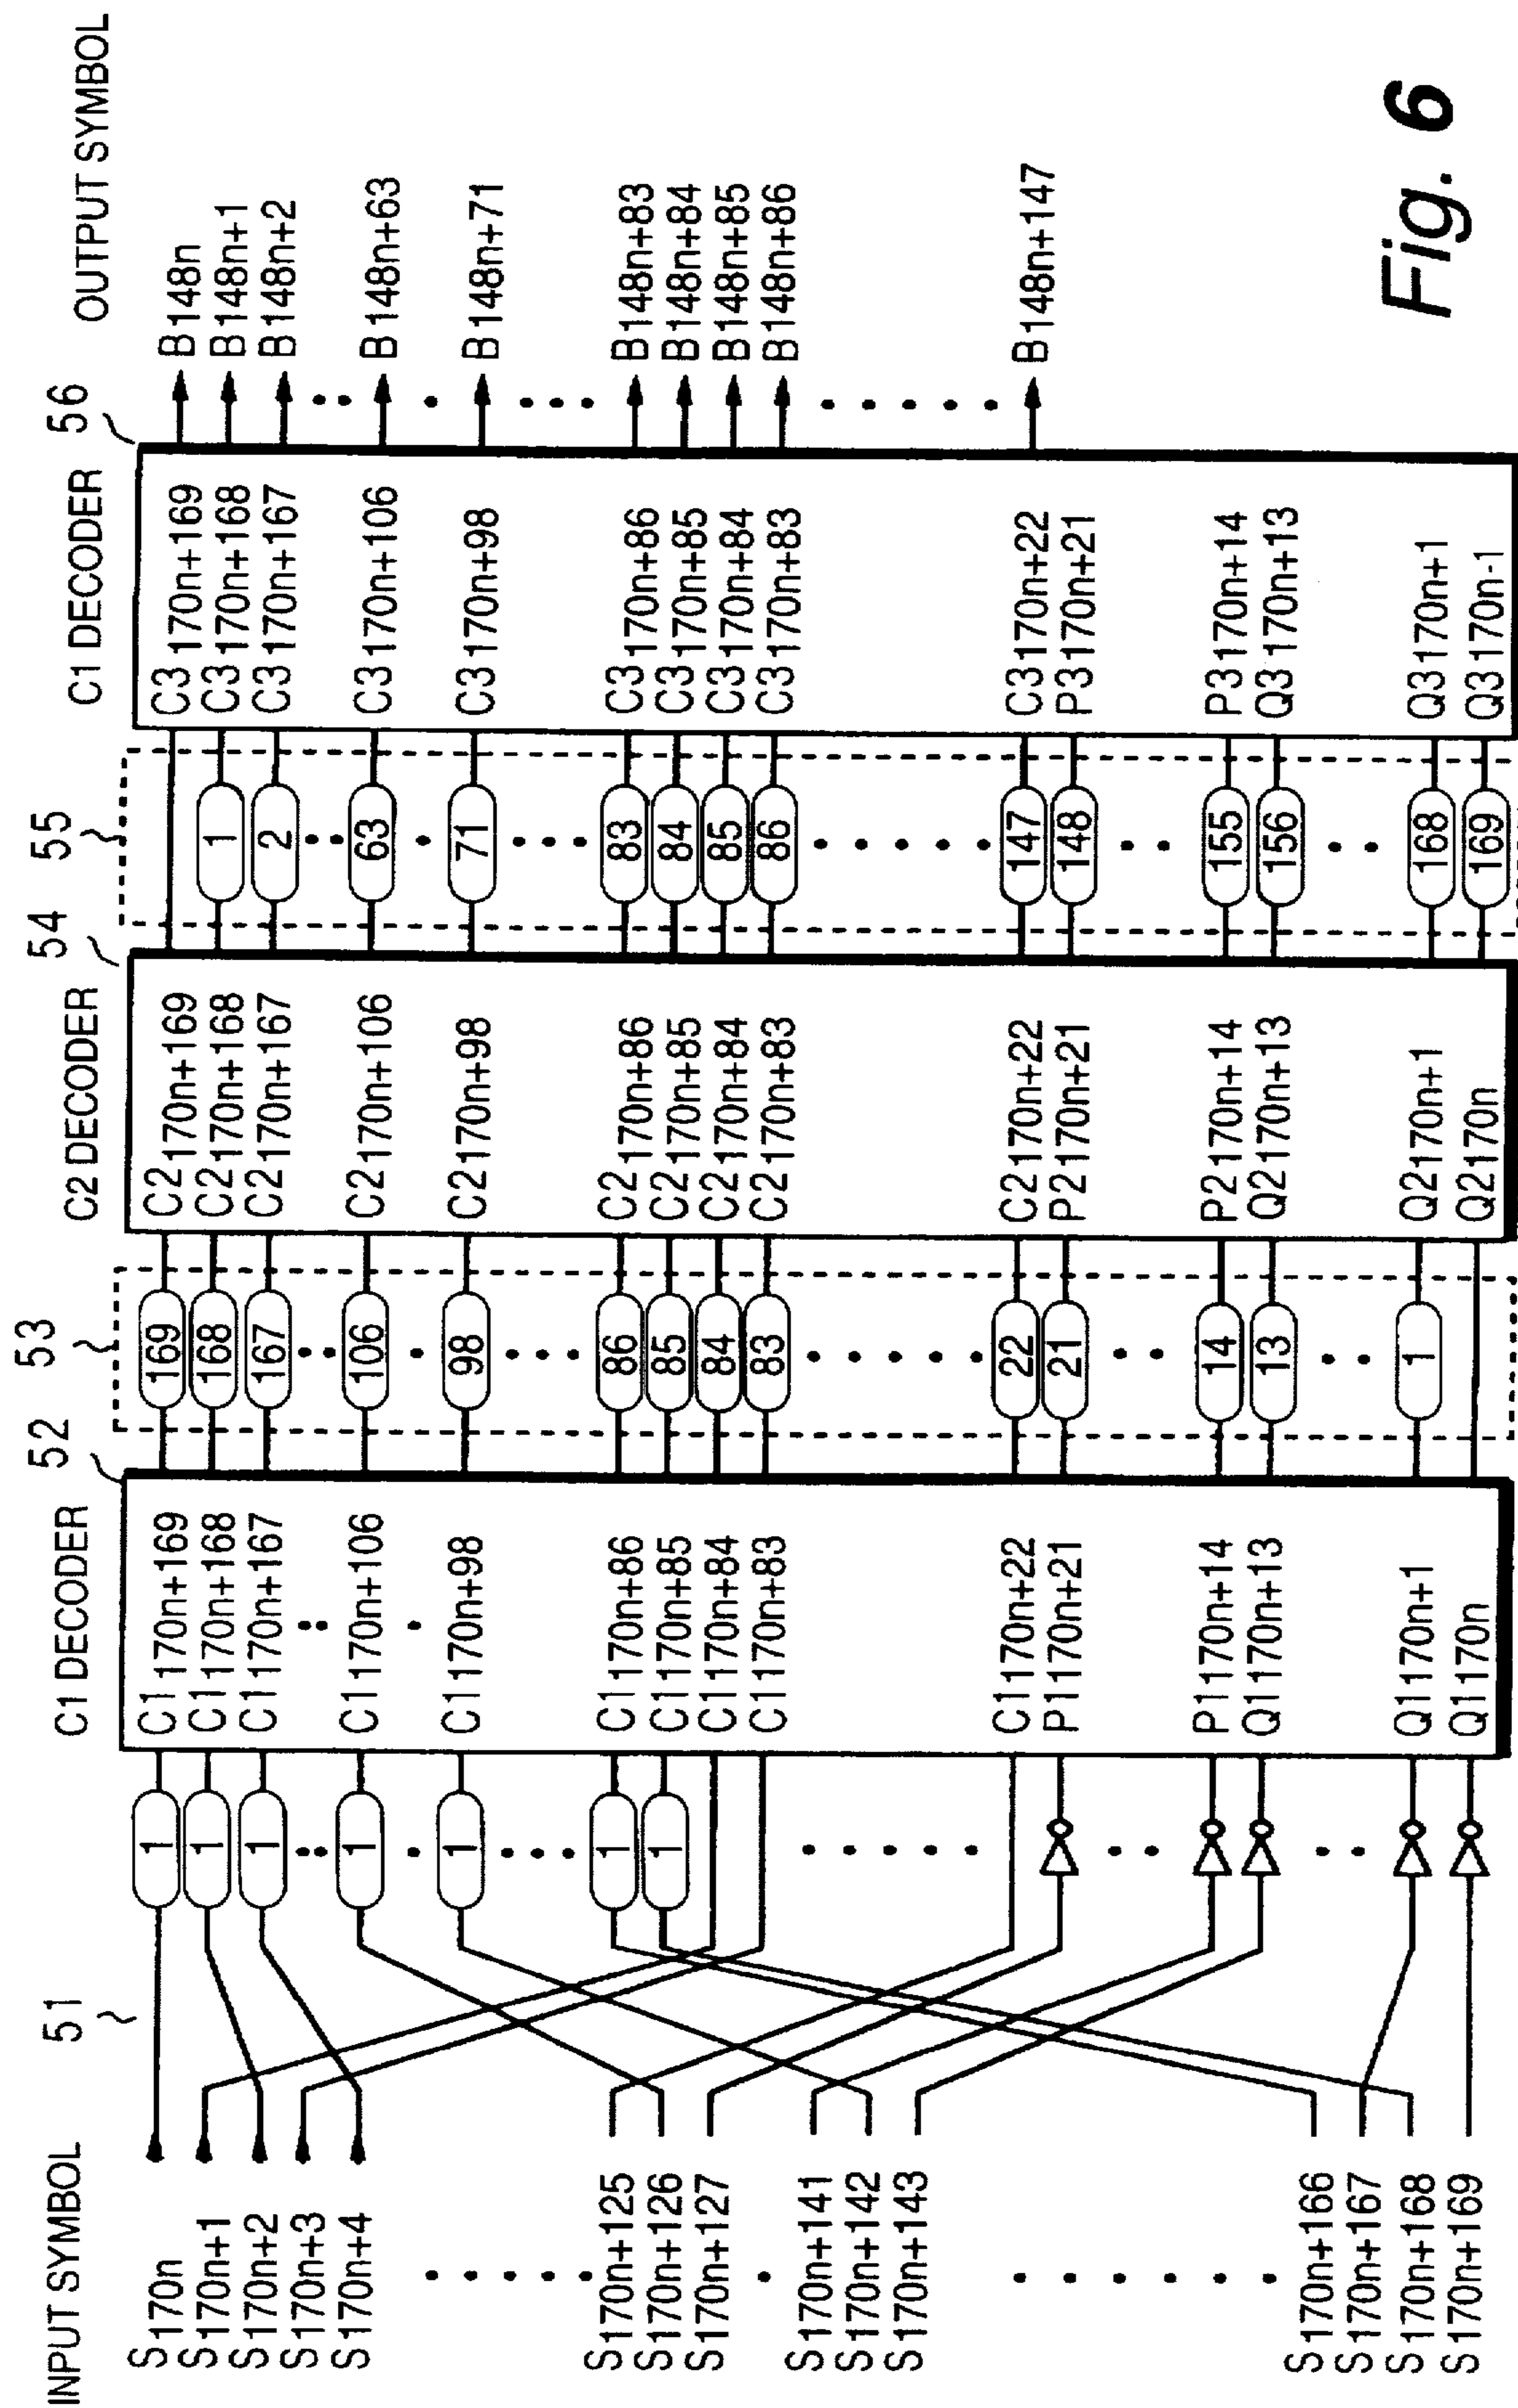 INPUT SYMBOL
S170n
S170n+1
S170n+2
S170n+3
S170n+4
S170n+125
S170n+126
S170n+127
S170n+141
S170n+142
S170n+143
S170n+166
S170n+167
S170n+168
S170n+169
51
1
1
1
1
1
1
1
C1 DECODER
52
C1170n+169
C1170n+168
C1170n+167
C1170n+106
C1170n+98
C1170n+86
C1170n+85
C1170n+84
C1170n+83
C1170n+22
P1170n+21
P1170n+14
Q1170n+13
Q1170n+1
Q1170n
53
169
168
167
106
98
86
85
84
83
22
21
14
13
1
C2 DECODER
54
C2170n+169
C2170n+168
C2170n+167
C2170n+106
C2170n+98
C2170n+86
C2170n+85
C2170n+84
C2170n+83
C2170n+22
P2170n+21
P2170n+14
Q2170n+13
Q2170n+1
Q2170n
55
1
2
63
71
83
84
85
86
147
148
155
156
168
169
C1 DECODER
56
C3170n+169
C3170n+168
C3170n+167
C3170n+106
C3170n+98
C3170n+86
C3170n+85
C3170n+84
C3170n+83
C3170n+22
P3170n+21
P3170n+14
Q3170n+13
Q3170n+1
Q3170n-1
OUTPUT SYMBOL
B148n
B148n+1
B148n+2
B148n+63
B148n+71
B148n+83
B148n+84
B148n+85
B148n+86
B148n+147
Fig. 6